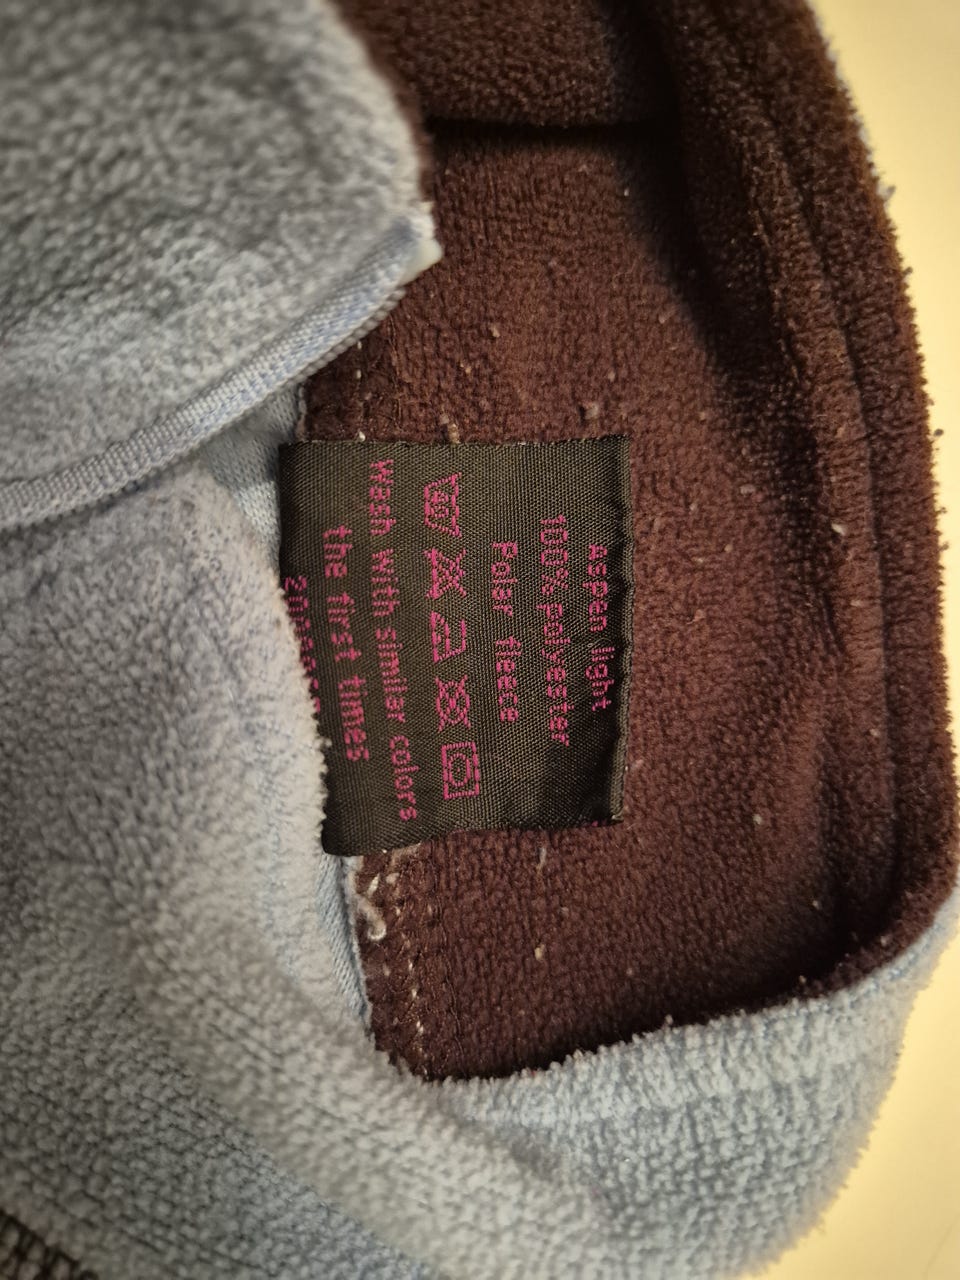 Aspen light
100% polyester
Polar fleece
Wash with similar colors
the first times